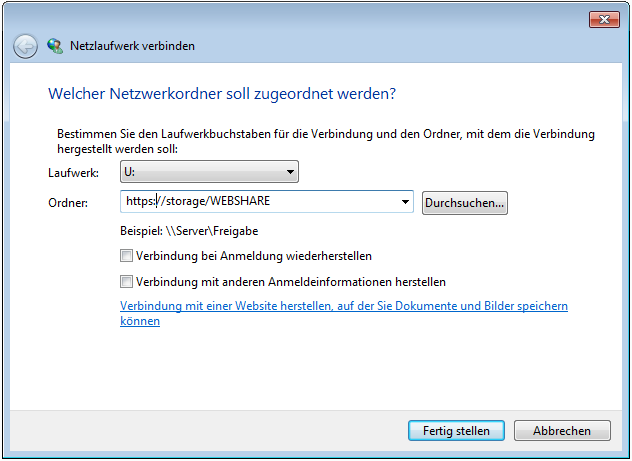 Netzlaufwerk verbinden
Welcher Netzwerkordner soll zugeordnet werden?
Bestimmen Sie den Laufwerkbuchstaben für die Verbindung und den Ordner, mit dem die Verbindung
hergestellt werden soll:
Laufwerk: U:
Ordner: https://storage/WEBSHARE Durchsuchen...
Beispiel: \\Server\Freigabe
Verbindung bei Anmeldung wiederherstellen
Verbindung mit anderen Anmeldeinformationen herstellen
Verbindung mit einer Website herstellen, auf der Sie Dokumente und Bilder speichern
können
Fertig stellen Abbrechen